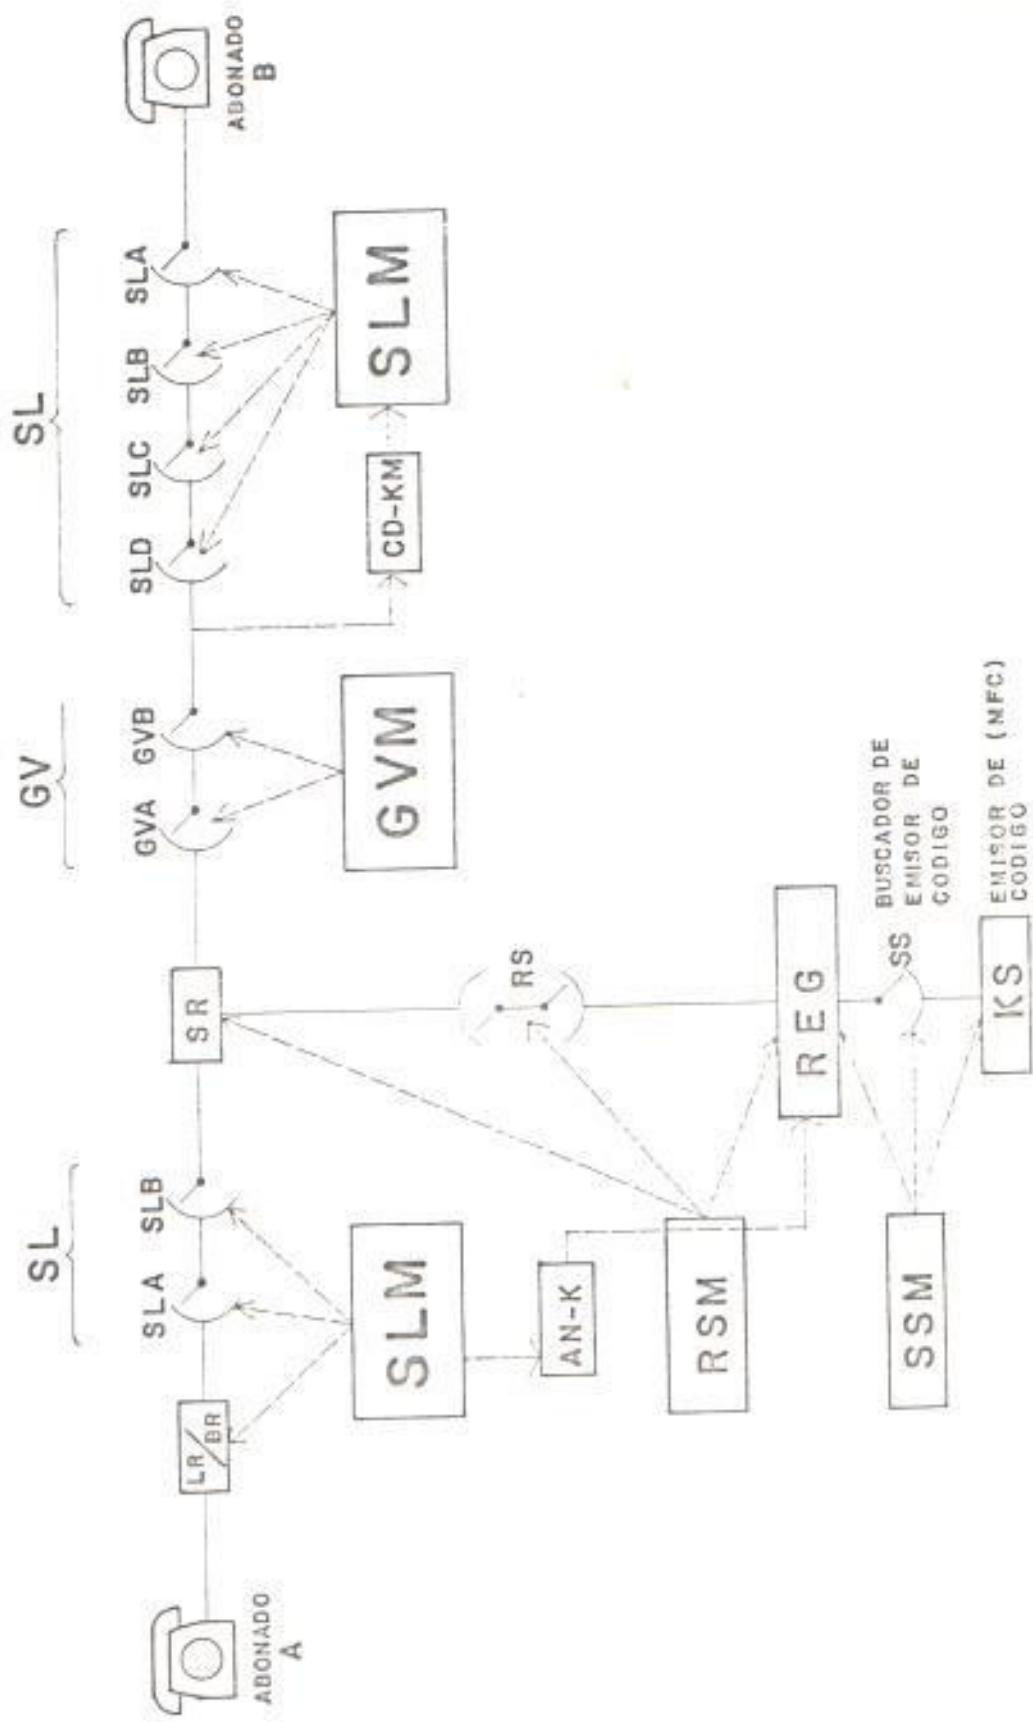 SL
GV
SL
SLA
SLB
GVA
GVB
SLD
SLC
SLB
SLA
LR/BR
SR
ABONADO
A
ABONADO
B
SLM
GVM
CD-KM
SLM
AN-K
RS
RSM
REG
SSM
SS
BUSCADOR DE
EMISOR DE
CODIGO
KS
EMISOR DE (MFC)
CODIGO